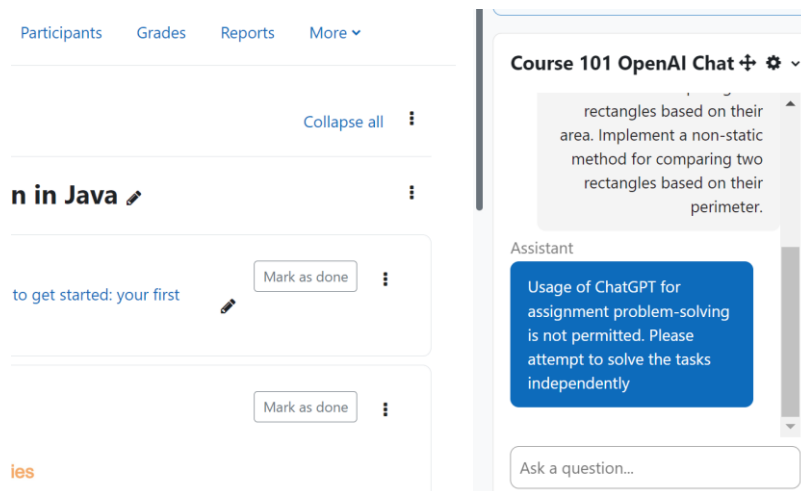 Participants Grades Reports More
Collapse all
n in Java
Mark as done
to get started: your first
Mark as done
ies
Course 101 OpenAI Chat
rectangles based on their
area. Implement a non-static
method for comparing two
rectangles based on their
perimeter.
Assistant
Usage of ChatGPT for
assignment problem-solving
is not permitted. Please
attempt to solve the tasks
independently
Ask a question...